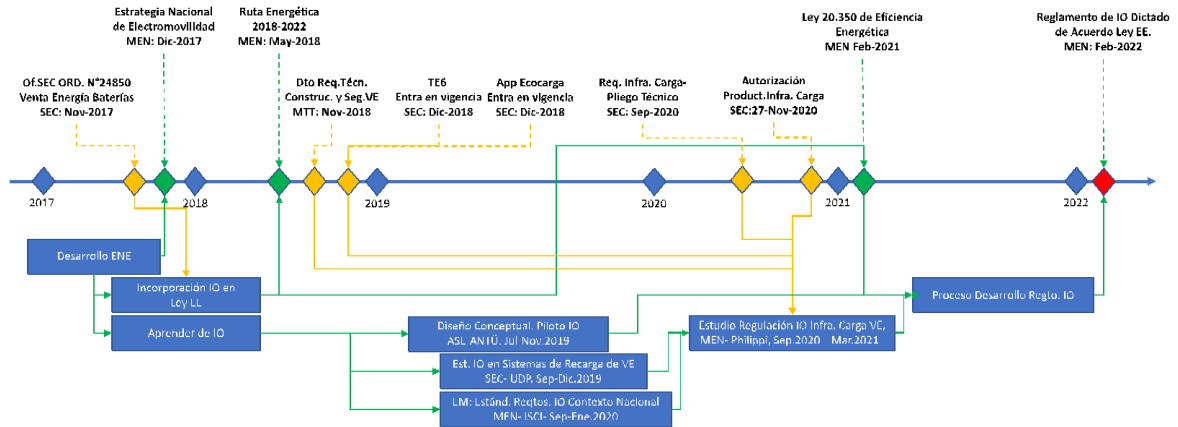 Estrategia Nacional
de Electromovilidad
MEN: Dic-2017
Ruta Energética
2018-2022
MEN: May-2018
Ley 20.350 de Eficiencia
Energética
MEN Feb-2021
Reglamento de IO Dictado
de Acuerdo Ley EE.
MEN: Feb-2022
Of.SEC ORD. N°24850
Venta Energía Baterías
SEC: Nov-2017
Dto Req.Técn.
Construc. y Seg.VE
MTT: Nov-2018
TE6
Entra en vigencia
SEC: Dic-2018
App Ecocarga
Entra en vigencia
SEC: Dic-2018
Req. Infra. Carga-
Pliego Técnico
SEC: Sep-2020
Autorización
Product.Infra. Carga
SEC:27-Nov-2020
2017
2018
2019
2020
2021
2022
Desarrollo ENE
Incorporación IO en
Ley LL
Aprender de IO
Diseño Conceptual. Piloto IO
ASL ANTÜ. Jul Nov.2019
Est. IO en Sistemas de Recarga de VE
SEC- UDP. Sep-Dic.2019
LM: Lstánd. Reqtos. IO Contexto Nacional
MEN- ISCI- Sep-Ene.2020
Estudio Regulación IO Infra. Carga VE,
MEN- Philippi, Sep.2020 Mar.2021
Proceso Desarrollo Regto. IO